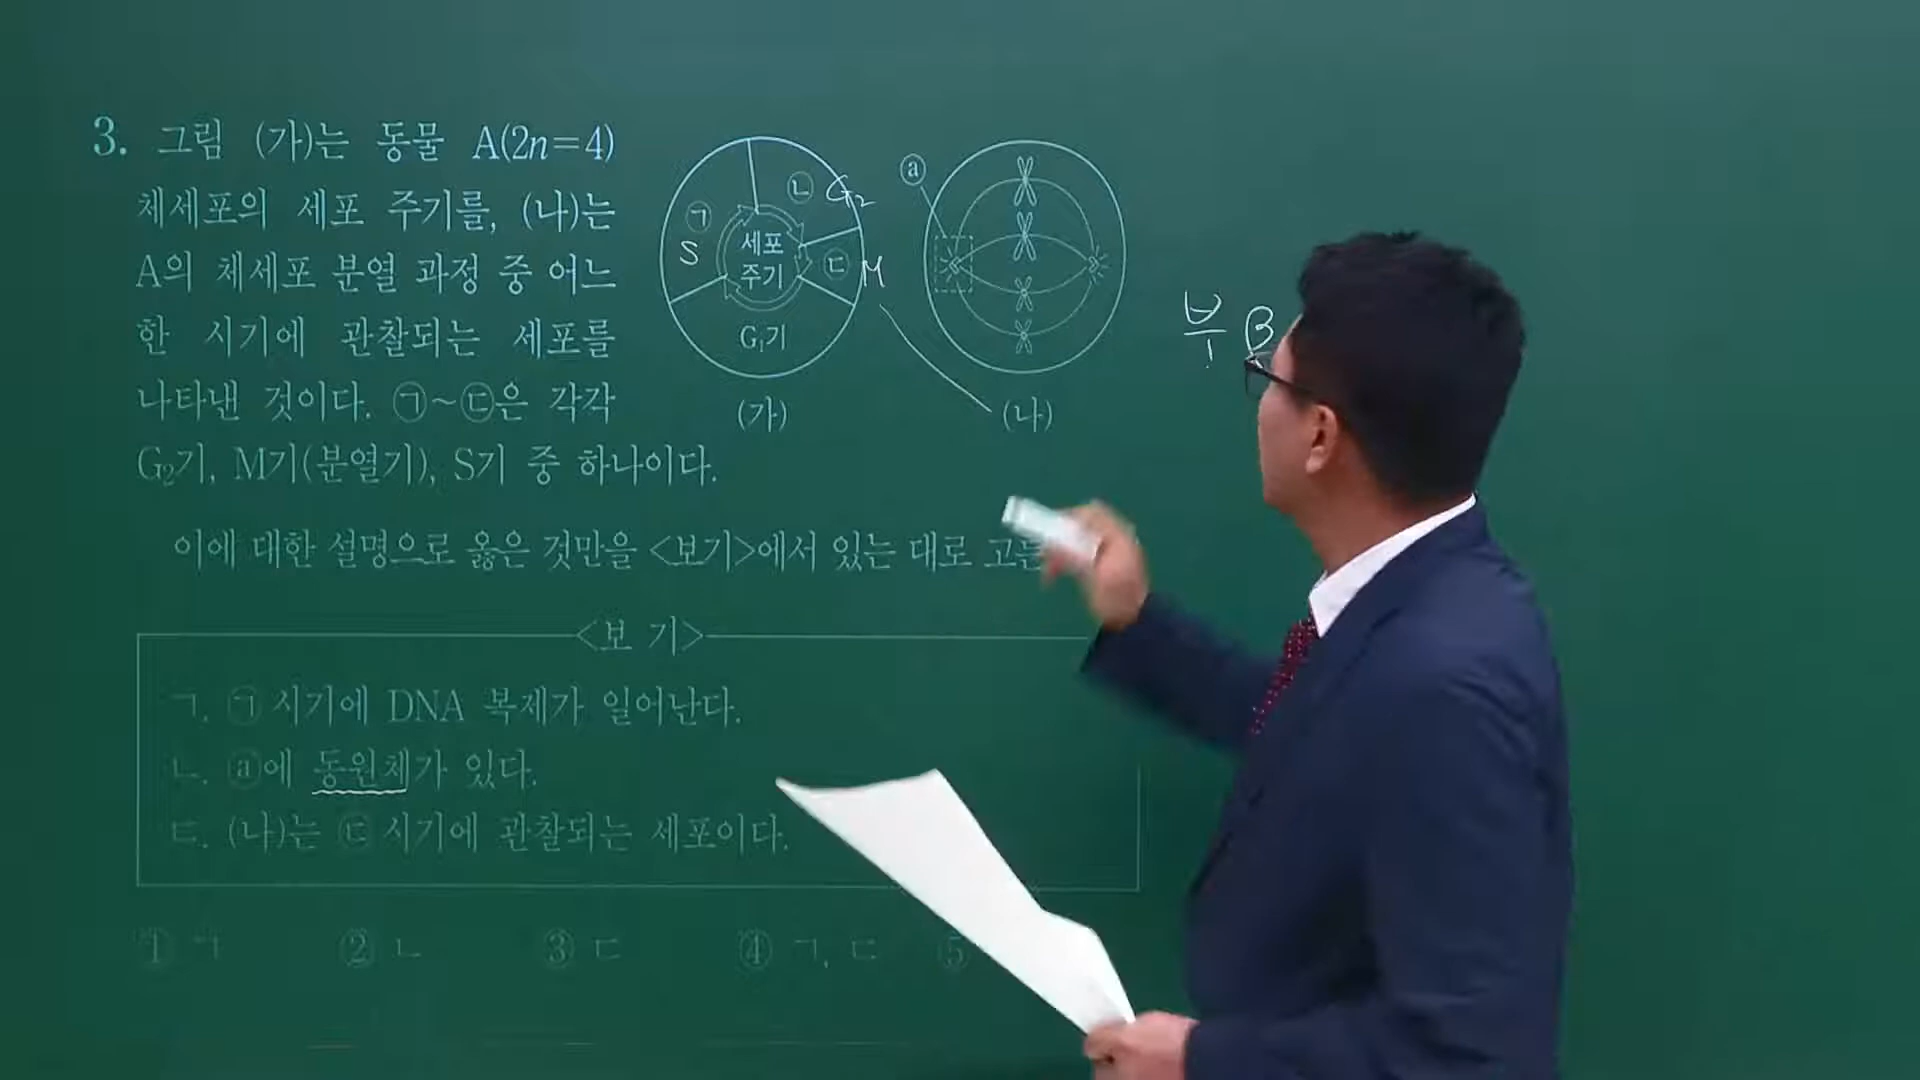 3. 그림 (가)는 동물 A(2n=4)
체세포의 세포 주기를, (나)는
A의 체세포 분열 과정 중 어느
한 시기에 관찰되는 세포를
나타낸 것이다. ㉠~㉢은 각각
G₂기, M기(분열기), S기 중 하나이다.
㉠
S
㉡ G₂
㉢ M
세포
주기
G₁기
(가)
ⓐ
(나)
부 B
이에 대한 설명으로 옳은 것만을 <보기>에서 있는 대로 고른
<보 기>
ㄱ. ㉠ 시기에 DNA 복제가 일어난다.
ㄴ. ⓐ에 동원체가 있다.
ㄷ. (나)는 ㉢ 시기에 관찰되는 세포이다.
① ㄱ ② ㄴ ③ ㄷ ④ ㄱ, ㄷ ⑤